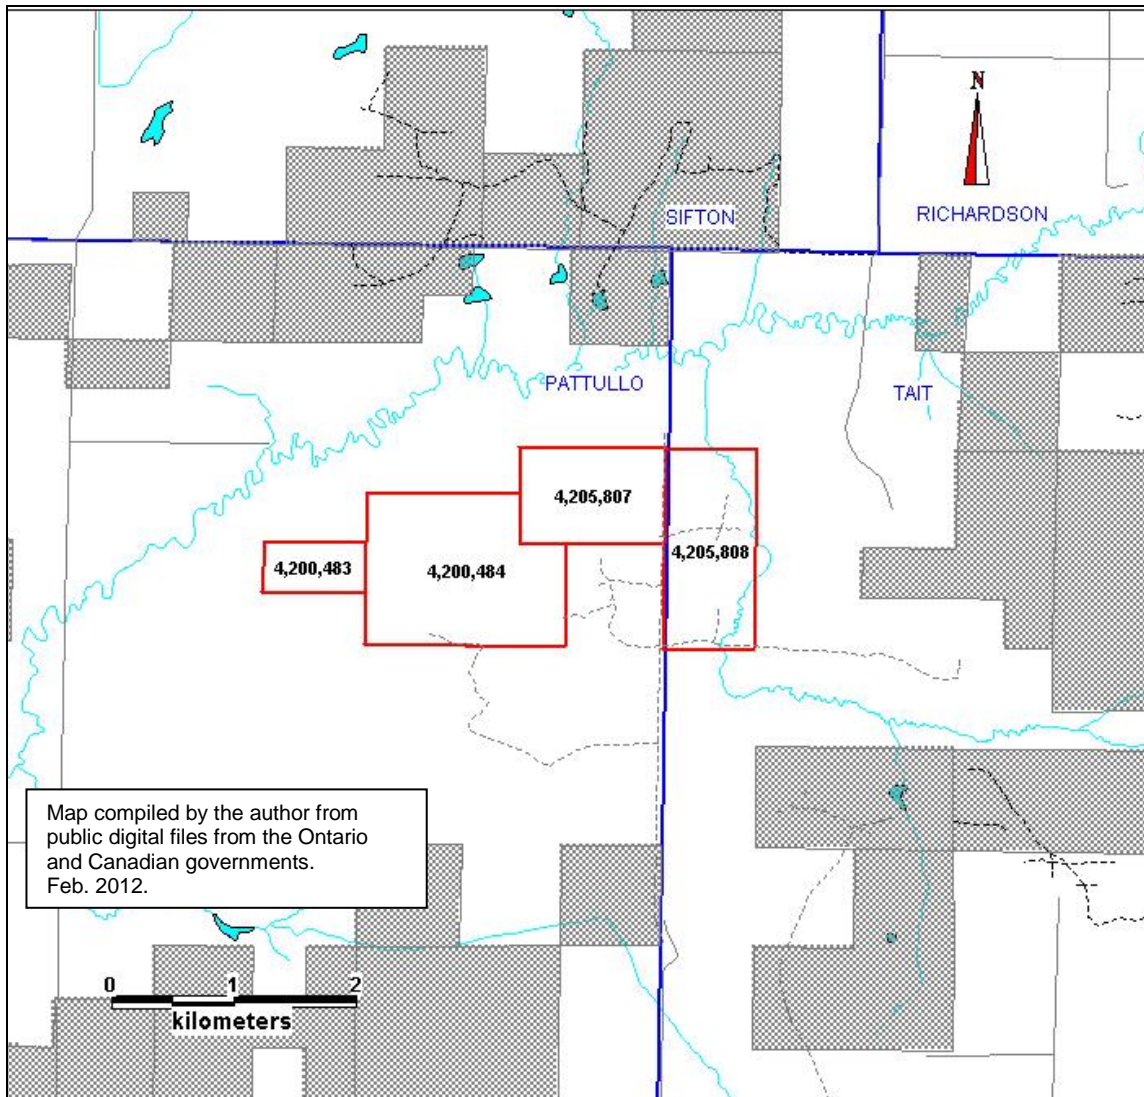 N
SIFTON
RICHARDSON
PATTULLO
TAIT
4,205,807
4,205,808
4,200,483
4,200,484
Map compiled by the author from
public digital files from the Ontario
and Canadian governments.
Feb. 2012.
0 1 2
kilometers